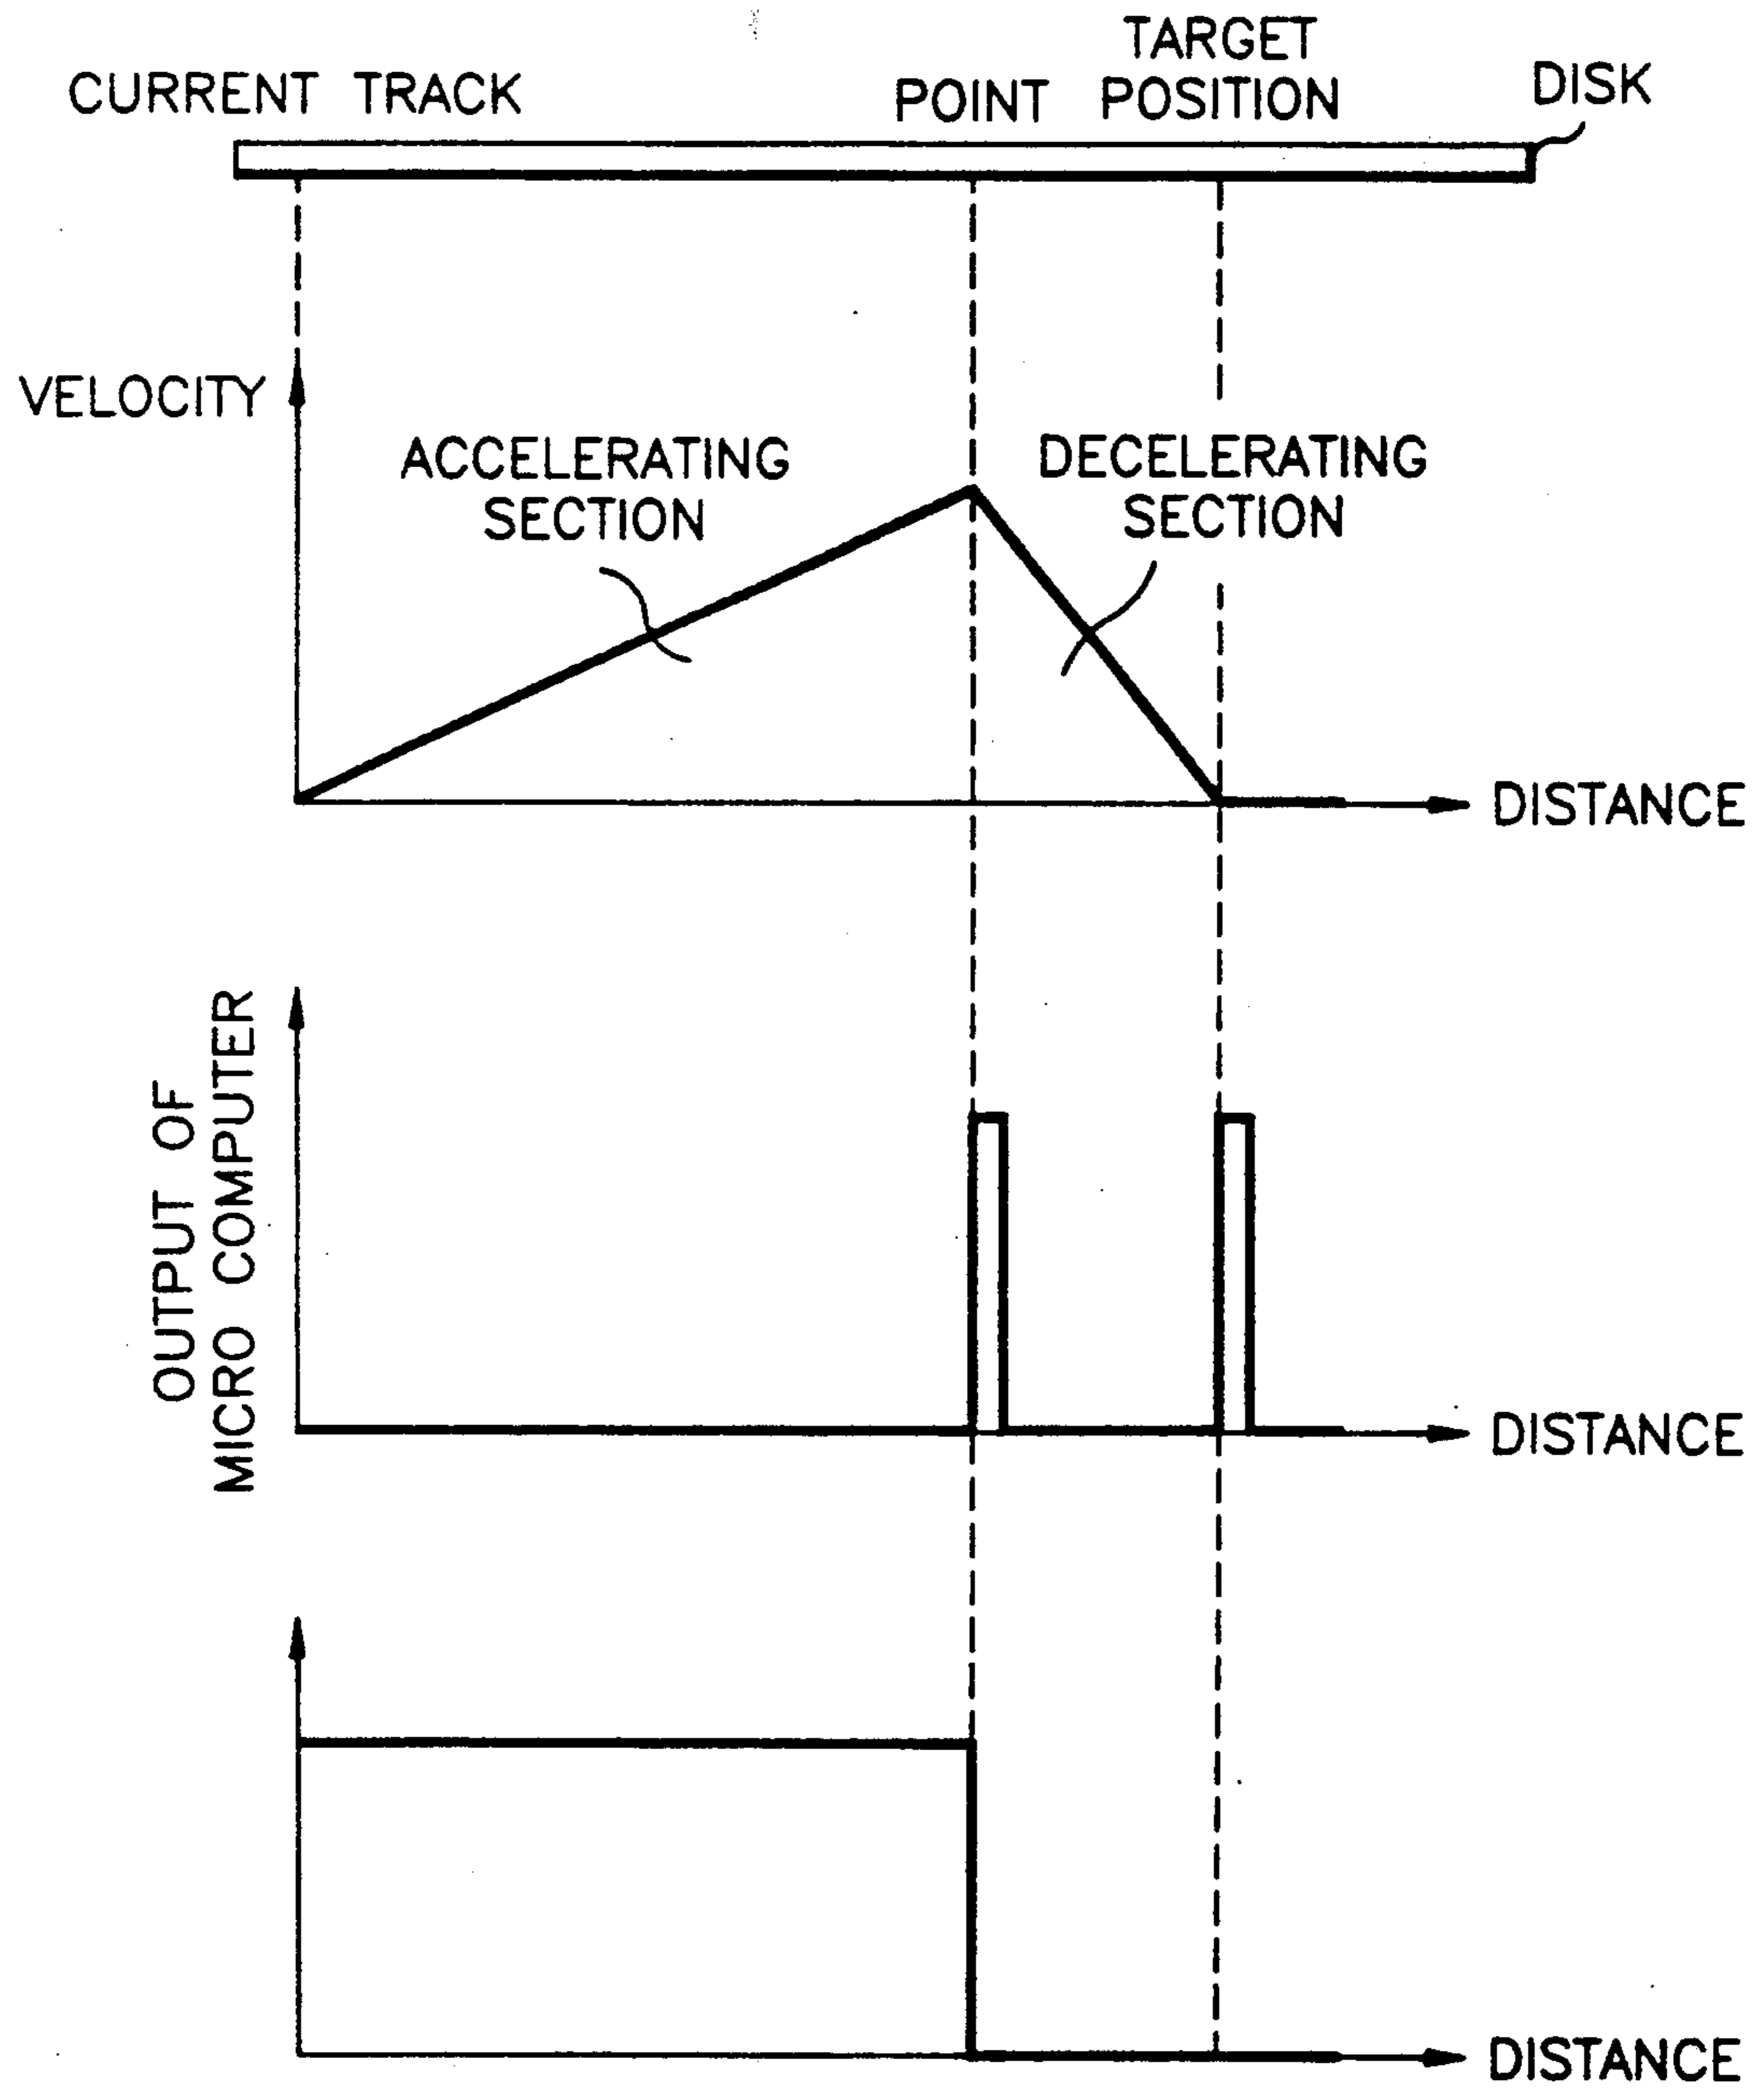 CURRENT TRACK
POINT
TARGET
POSITION
DISK
VELOCITY
ACCELERATING
SECTION
DECELERATING
SECTION
DISTANCE
OUTPUT OF
MICRO COMPUTER
DISTANCE
DISTANCE